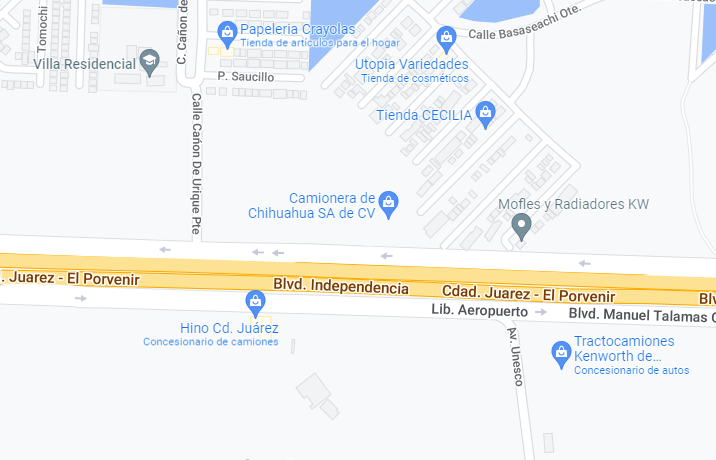 Tomochi
C. Cañon de
Papeleria Crayolas
Tienda de artículos para el hogar
Calle Basaseachi Ote.
Villa Residencial
P. Saucillo
Utopia Variedades
Tienda de cosméticos
Tienda CECILIA
Calle Cañon De Urique Pte
Camionera de
Chihuahua SA de CV
Mofles y Radiadores KW
. Juarez - El Porvenir
Blvd. Independencia
Cdad. Juarez - El Porvenir
Blv
Lib. Aeropuerto
Blvd. Manuel Talamas C
Hino Cd. Juárez
Concesionario de camiones
Av. Unesco
Tractocamiones
Kenworth de...
Concesionario de autos